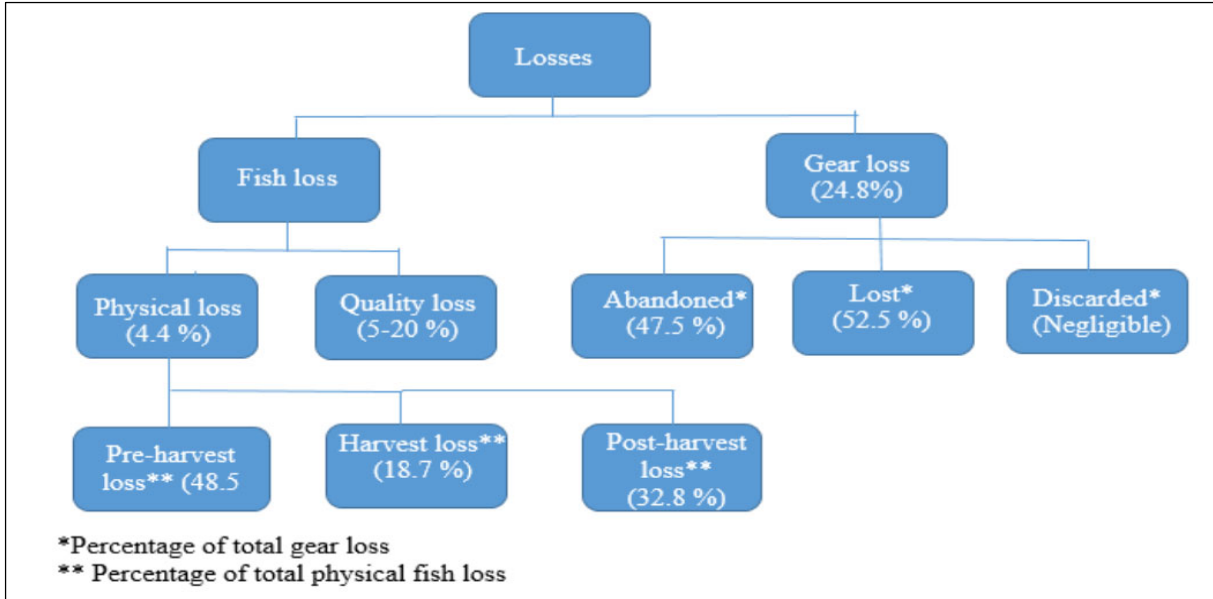 Losses
Fish loss
Gear loss
(24.8%)
Physical loss
(4.4 %)
Quality loss
(5-20 %)
Abandoned*
(47.5 %)
Lost*
(52.5 %)
Discarded*
(Negligible)
Pre-harvest
loss** (48.5
Harvest loss**
(18.7 %)
Post-harvest
loss**
(32.8 %)
*Percentage of total gear loss
** Percentage of total physical fish loss